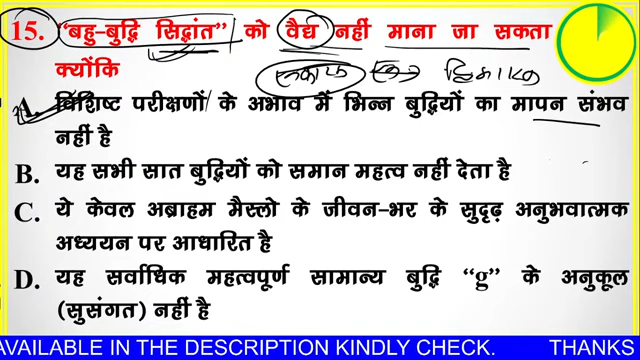 15. “बहु-बुद्धि सिद्धांत” को वैद्य नहीं माना जा सकता
क्योंकि
A. विशिष्ट परीक्षणों के अभाव में भिन्न बुद्धियों का मापन संभव
नहीं है
B. यह सभी सात बुद्धियों को समान महत्व नहीं देता है
C. ये केवल अब्राहम मैस्लो के जीवन-भर के सुदृढ़ अनुभवात्मक
अध्ययन पर आधारित है
D. यह सर्वाधिक महत्वपूर्ण सामान्य बुद्धि “g” के अनुकूल
(सुसंगत) नहीं है
AVAILABLE IN THE DESCRIPTION KINDLY CHECK. THANKS